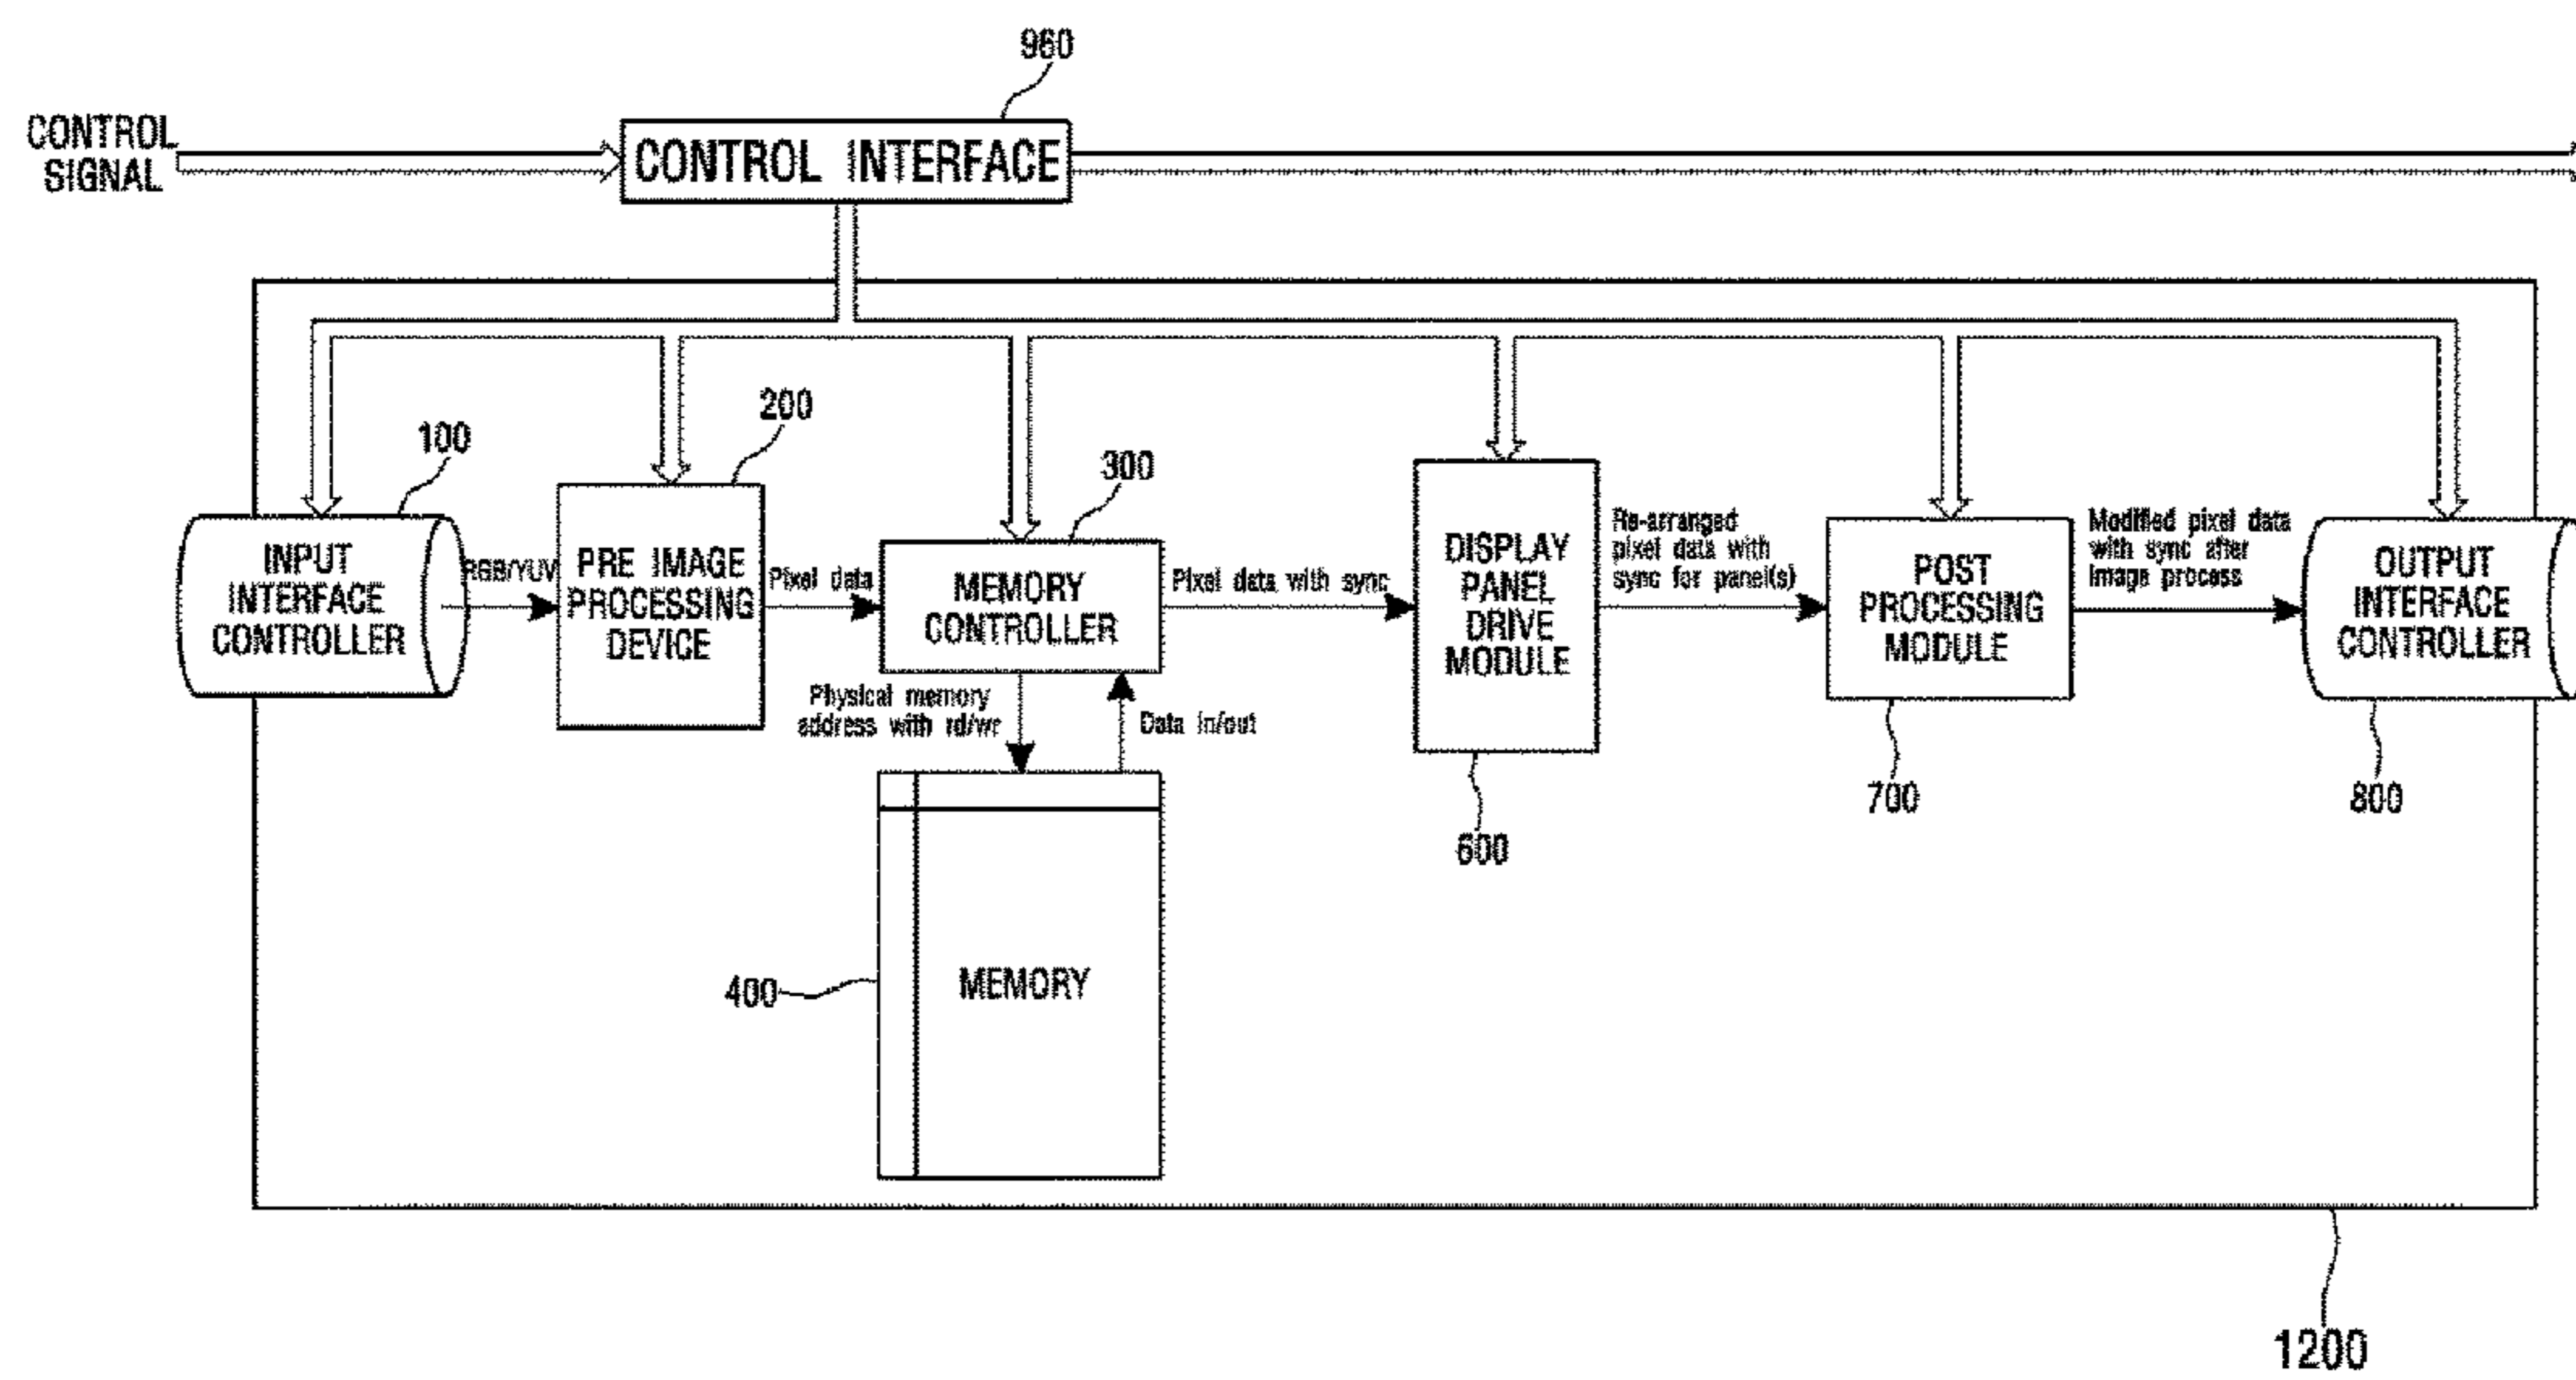 960
CONTROL
SIGNAL
CONTROL INTERFACE
100
200
300
INPUT
INTERFACE
CONTROLLER
RGB/YUV
PRE IMAGE
PROCESSING
DEVICE
Pixel data
MEMORY
CONTROLLER
Pixel data with sync
DISPLAY
PANEL
DRIVE
MODULE
Re-arranged
pixel data with
sync for panel(s)
POST
PROCESSING
MODULE
Modified pixel data
with sync after
image process
OUTPUT
INTERFACE
CONTROLLER
Physical memory
address with rd/wr
Data in/out
600
700
800
400
MEMORY
1200